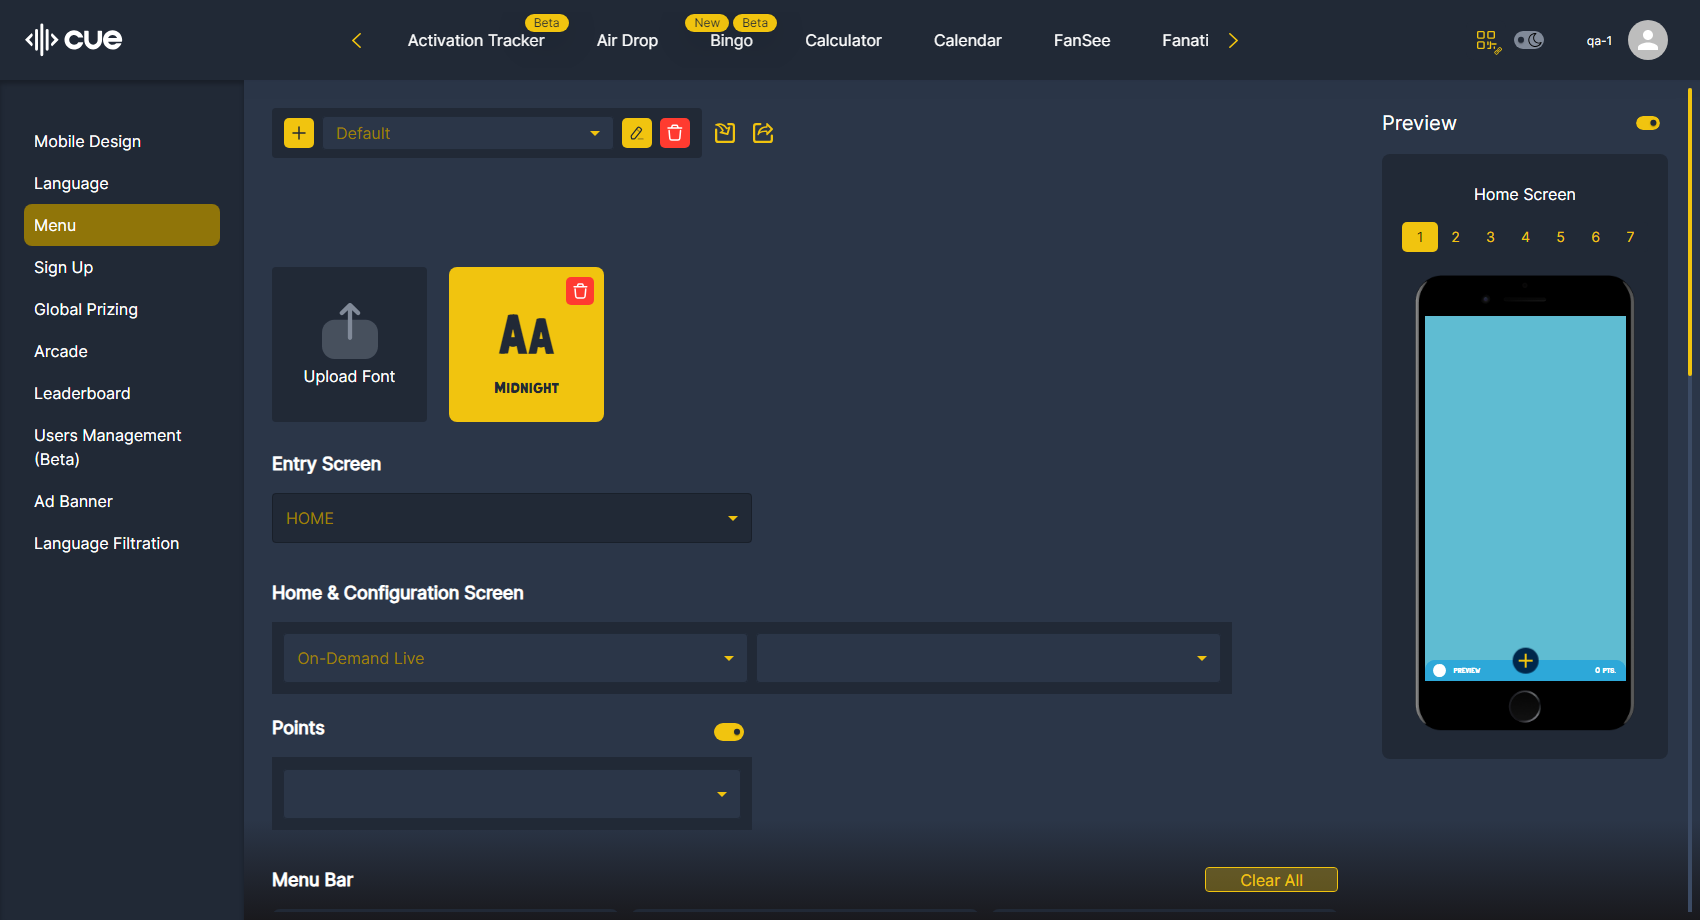 cue
Beta
New
Beta
Activation Tracker
Air Drop
Bingo
Calculator
Calendar
FanSee
Fanati
qa-1
Mobile Design
Language
Menu
Sign Up
Global Prizing
Arcade
Leaderboard
Users Management
(Beta)
Ad Banner
Language Filtration
Default
Upload Font
AA
MIDNIGHT
Entry Screen
HOME
Home & Configuration Screen
On-Demand Live
Points
Menu Bar
Clear All
Preview
Home Screen
1 2 3 4 5 6 7
PREVIEW
0 PTS.